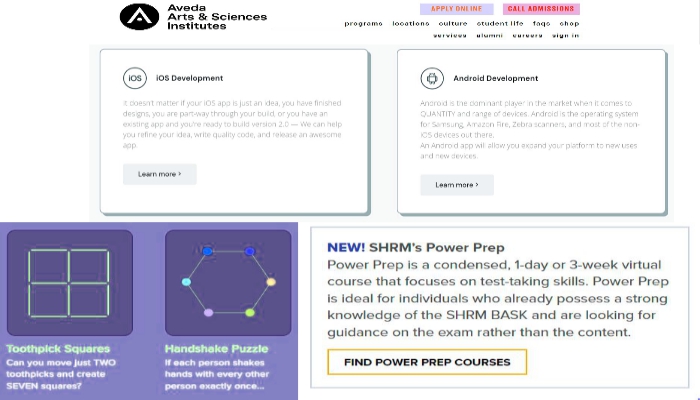 Aveda
Arts & Sciences
Institutes
APPLY ONLINE CALL ADMISSIONS
programs locations culture student life faqs shop
services alumni careers sign in
iOS iOS Development
It doesn't matter if your iOS app is just an idea, you have finished
designs, you are part-way through your build, or you have an
existing app and you're ready to build version 2.0 — We can help
you refine your idea, write quality code, and release an awesome
app.
Learn more >
Android Development
Android is the dominant player in the market when it comes to
QUANTITY and range of devices. Android is the operating system
for Samsung, Amazon Fire, Zebra scanners, and most of the non-
iOS devices out there.
An Android app will allow you expand your platform to new uses
and new devices.
Learn more >
Toothpick Squares
Can you move just TWO
toothpicks and create
SEVEN squares?
Handshake Puzzle
If each person shakes
hands with every other
person exactly once...
NEW! SHRM's Power Prep
Power Prep is a condensed, 1-day or 3-week virtual
course that focuses on test-taking skills. Power Prep
is ideal for individuals who already possess a strong
knowledge of the SHRM BASK and are looking for
guidance on the exam rather than the content.
FIND POWER PREP COURSES